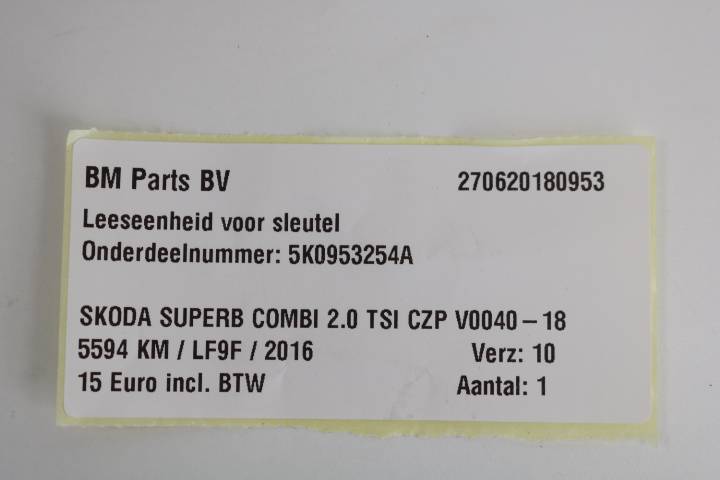 BM Parts BV 270620180953
Leeseenheid voor sleutel
Onderdeelnummer: 5K0953254A
SKODA SUPERB COMBI 2.0 TSI CZP V0040 – 18
5594 KM / LF9F / 2016 Verz: 10
15 Euro incl. BTW Aantal: 1